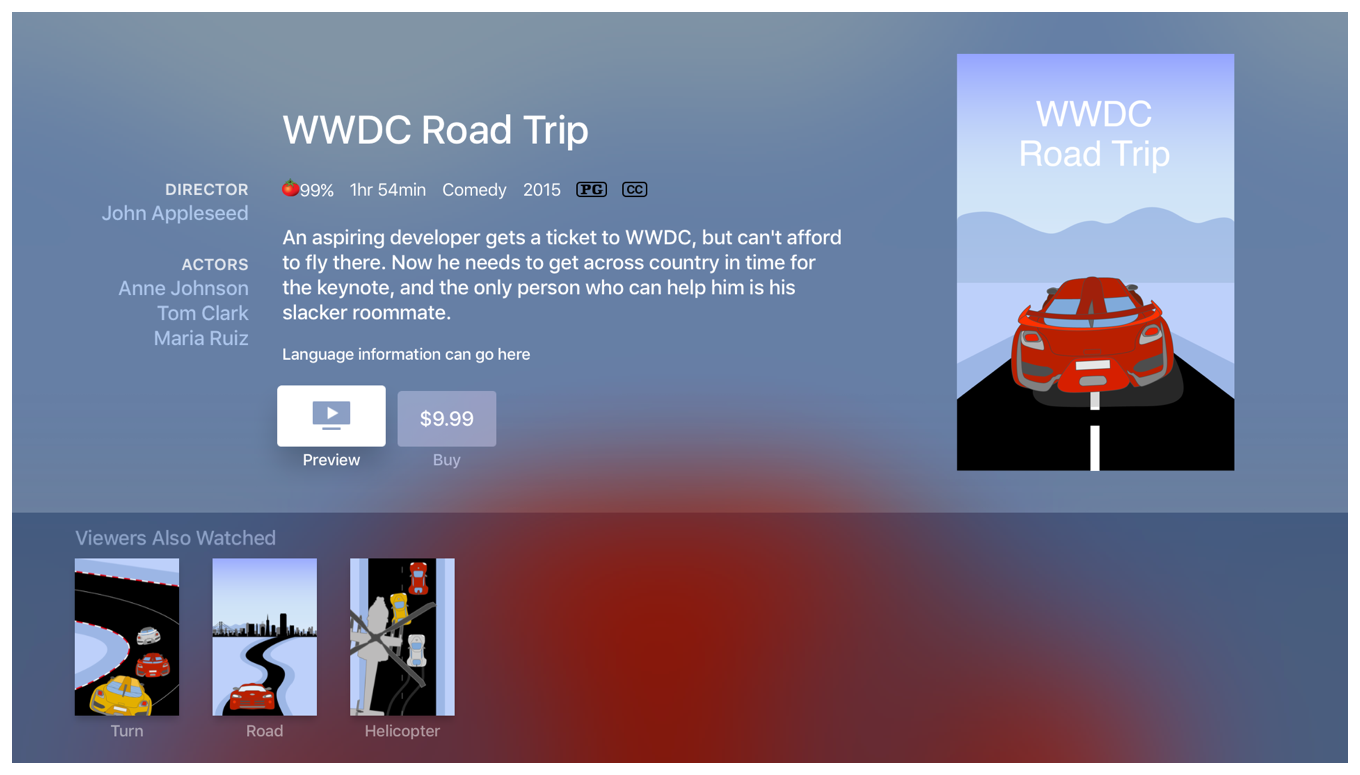 WWDC Road Trip
DIRECTOR
John Appleseed
ACTORS
Anne Johnson
Tom Clark
Maria Ruiz
99% 1hr 54min Comedy 2015 PG CC
An aspiring developer gets a ticket to WWDC, but can't afford
to fly there. Now he needs to get across country in time for
the keynote, and the only person who can help him is his
slacker roommate.
Language information can go here
$9.99
Preview Buy
WWDC
Road Trip
Viewers Also Watched
Turn Road Helicopter